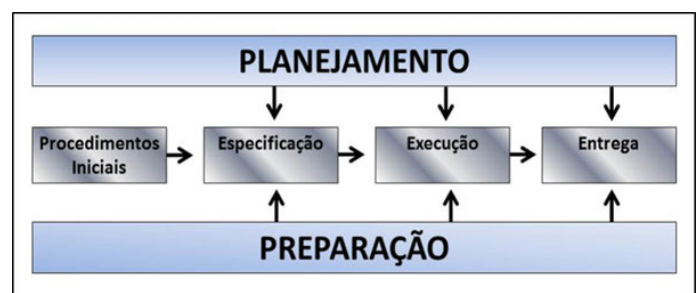 PLANEJAMENTO
Procedimentos
Iniciais
Especificação
Execução
Entrega
PREPARAÇÃO